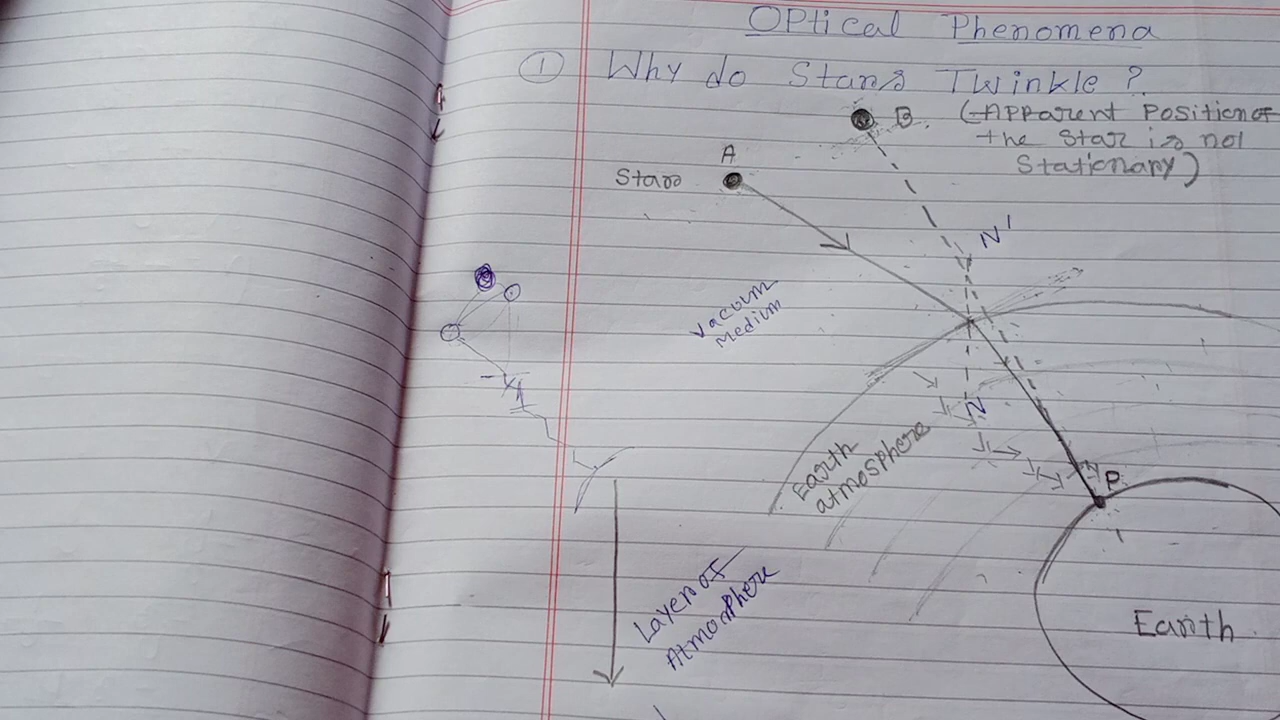 Optical Phenomena
① Why do Stars Twinkle ?
B (Apparent Position of
the Star is not
Stationary)
A
Stars
N'
Vacuum
Medium
N
Earth
atmosphere
P
Layer of
Atmosphere
Earth